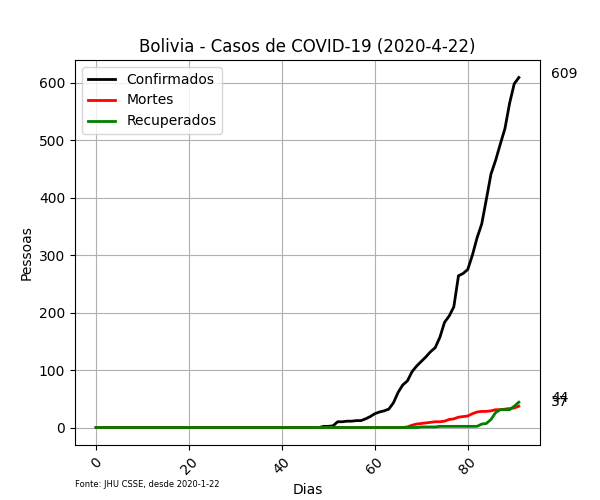 Bolivia - Casos de COVID-19 (2020-4-22)
Confirmados
Mortes
Recuperados
609
44
37
600
500
400
300
200
100
0
Pessoas
0
20
40
60
80
Dias
Fonte: JHU CSSE, desde 2020-1-22